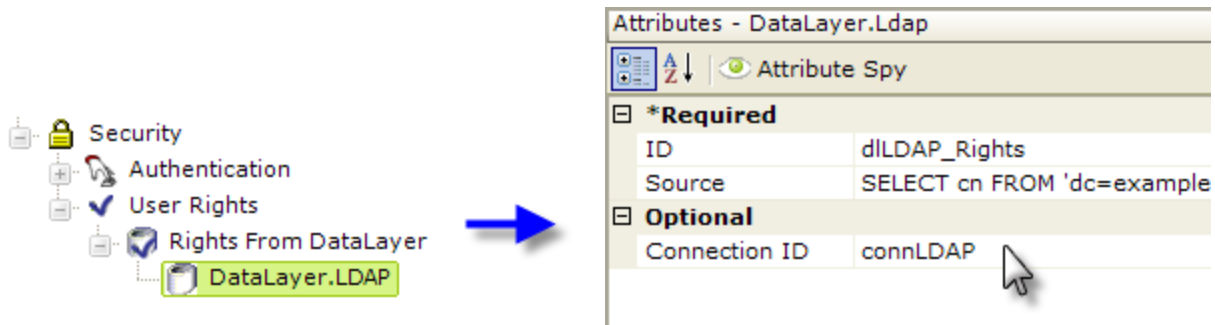 Security
Authentication
User Rights
Rights From DataLayer
DataLayer.LDAP
Attributes - DataLayer.Ldap
A Z Attribute Spy
*Required
ID dlLDAP_Rights
Source SELECT cn FROM 'dc=example
Optional
Connection ID connLDAP